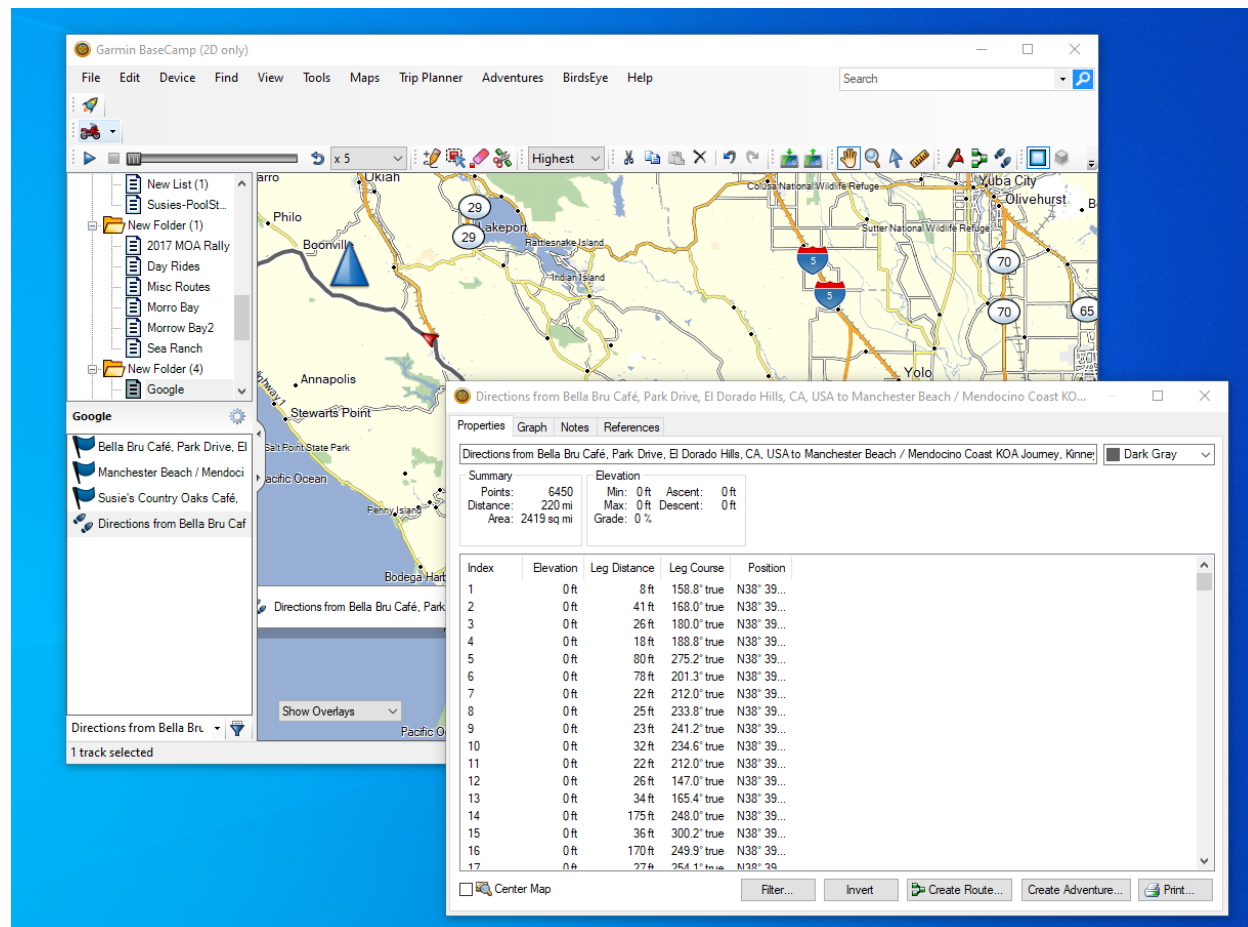 Garmin BaseCamp (2D only)
File Edit Device Find View Tools Maps Trip Planner Adventures BirdsEye Help
Search
x 5
Highest
New List (1)
Susies-PoolSt...
New Folder (1)
2017 MOA Rally
Day Rides
Misc Routes
Morro Bay
Morrow Bay2
Sea Ranch
New Folder (4)
Google
Google
Bella Bru Café, Park Drive, El
Manchester Beach / Mendoci
Susie's Country Oaks Café,
Directions from Bella Bru Caf
Directions from Bella Bru
1 track selected
arro
Ukiah
Philo
Boonville
29
Lakeport
29
Rattlesnake Island
Indian Island
Colusa National Wildlife Refuge
Yuba City
Olivehurst
B
Sutter National Wildlife Refuge
5
70
5
70
65
Yolo
Annapolis
Highway 1
Stewarts Point
Salt Point State Park
Pacific Ocean
Penny Island
Bodega Harb
Directions from Bella Bru Café, Park
Show Overlays
Pacific O
Directions from Bella Bru Café, Park Drive, El Dorado Hills, CA, USA to Manchester Beach / Mendocino Coast KO...
Properties Graph Notes References
Directions from Bella Bru Café, Park Drive, El Dorado Hills, CA, USA to Manchester Beach / Mendocino Coast KOA Journey, Kinney
Dark Gray
Summary
Points: 6450
Distance: 220 mi
Area: 2419 sq mi
Elevation
Min: 0 ft Ascent: 0 ft
Max: 0 ft Descent: 0 ft
Grade: 0 %
Index Elevation Leg Distance Leg Course Position
1 0 ft 8 ft 158.8° true N38° 39...
2 0 ft 41 ft 168.0° true N38° 39...
3 0 ft 26 ft 180.0° true N38° 39...
4 0 ft 18 ft 188.8° true N38° 39...
5 0 ft 80 ft 275.2° true N38° 39...
6 0 ft 78 ft 201.3° true N38° 39...
7 0 ft 22 ft 212.0° true N38° 39...
8 0 ft 25 ft 233.8° true N38° 39...
9 0 ft 23 ft 241.2° true N38° 39...
10 0 ft 32 ft 234.6° true N38° 39...
11 0 ft 22 ft 212.0° true N38° 39...
12 0 ft 26 ft 147.0° true N38° 39...
13 0 ft 34 ft 165.4° true N38° 39...
14 0 ft 175 ft 248.0° true N38° 39...
15 0 ft 36 ft 300.2° true N38° 39...
16 0 ft 170 ft 249.9° true N38° 39...
17 0 ft 27 ft 254.1° true N38° 39...
Center Map
Filter...
Invert
Create Route...
Create Adventure...
Print...